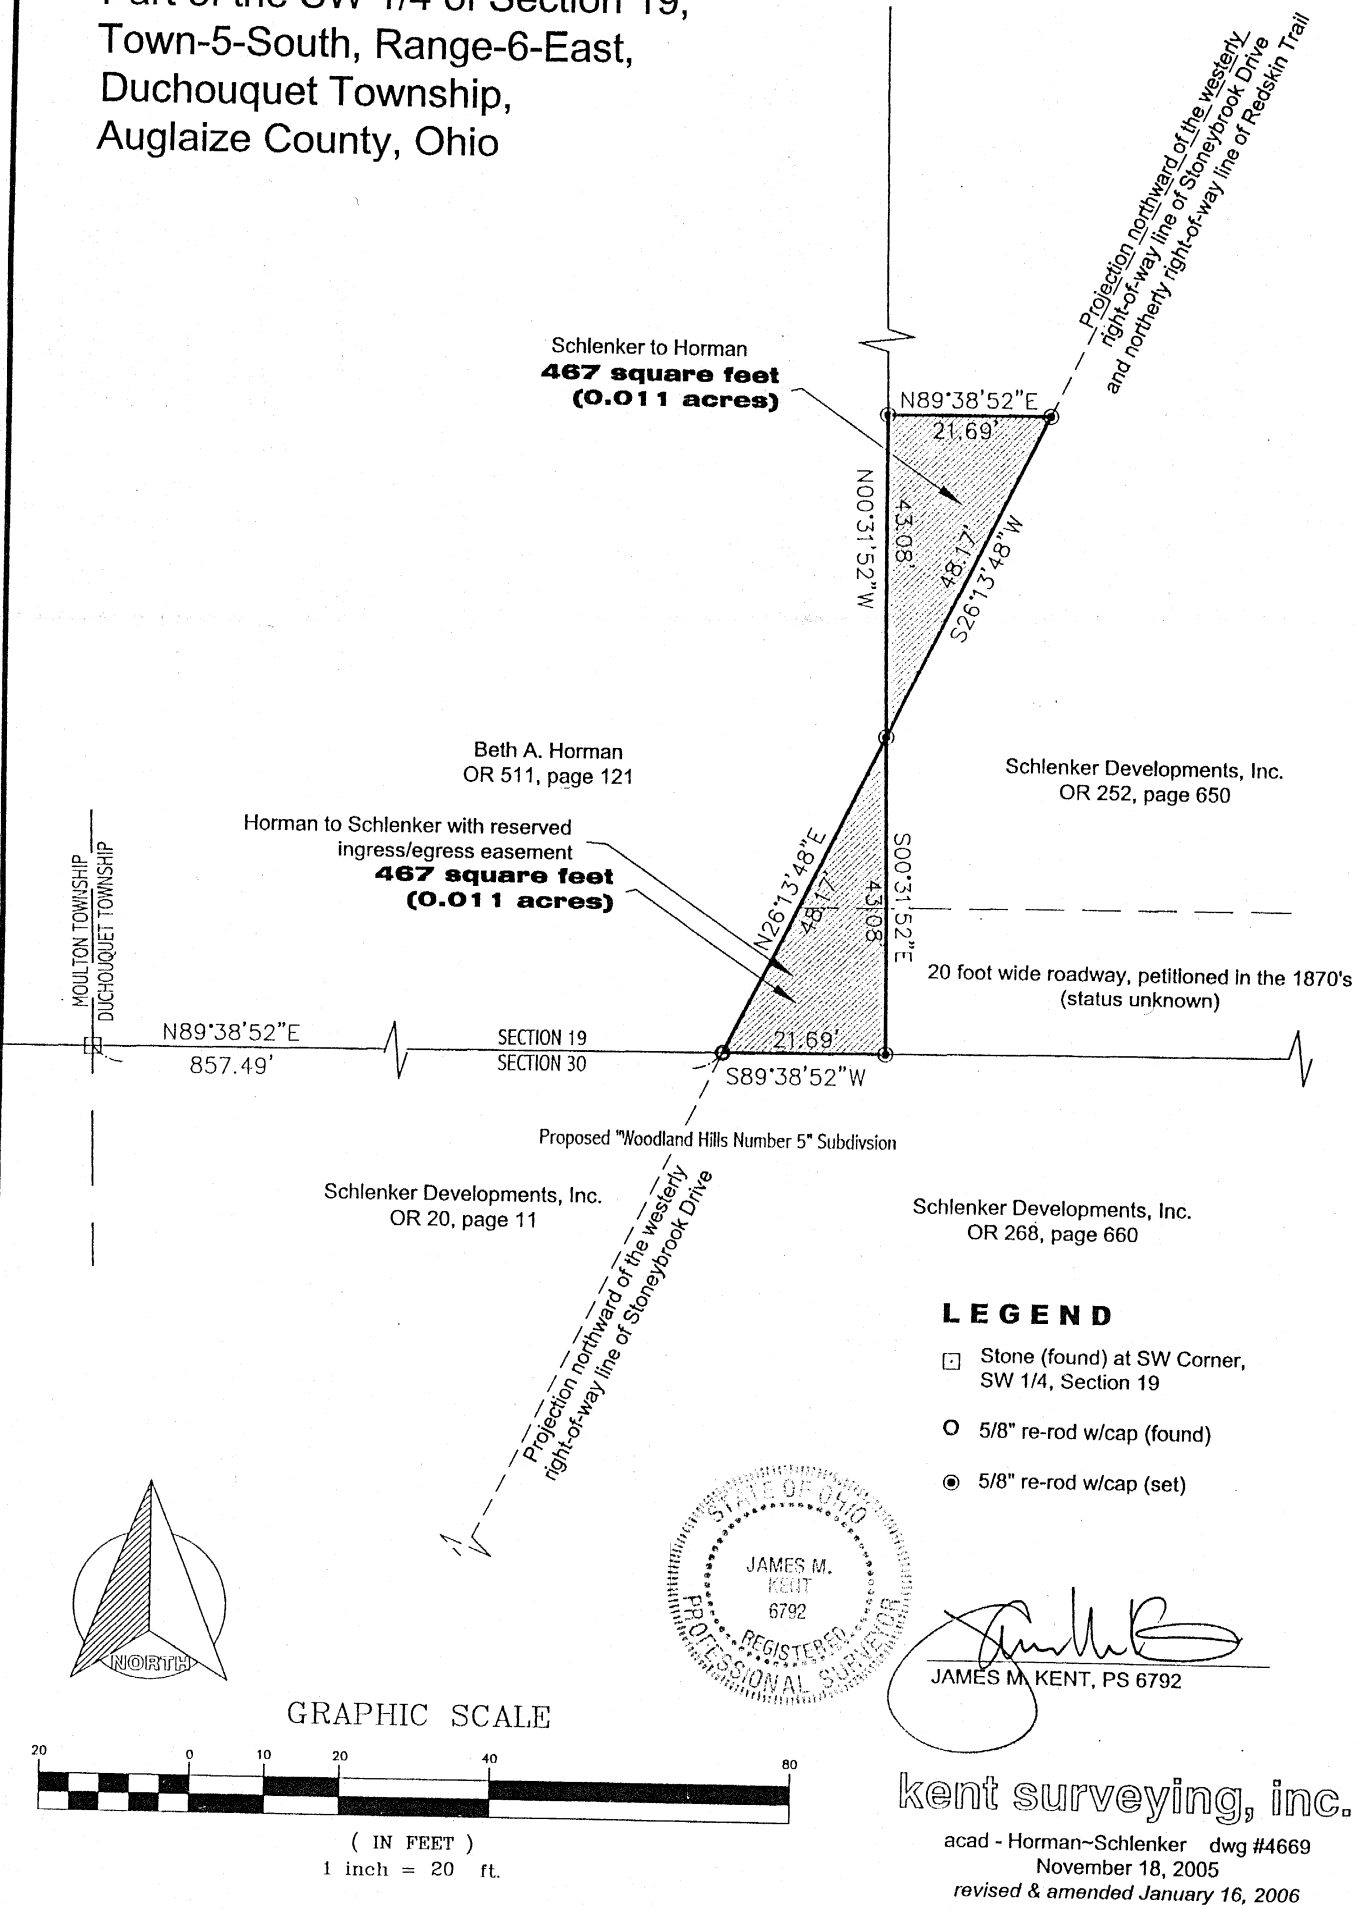 Part of the SW 1/4 of Section 19,
Town-5-South, Range-6-East,
Duchouquet Township,
Auglaize County, Ohio
Projection northward of the westerly
right-of-way line of Stoneybrook Drive
and northerly right-of-way line of Redskin Trail
Schlenker to Horman
467 square feet
(0.011 acres)
N89°38'52"E
21.69'
N00°31'52"W
43.08'
48.17'
S26°13'48"W
Beth A. Horman
OR 511, page 121
Schlenker Developments, Inc.
OR 252, page 650
Horman to Schlenker with reserved
ingress/egress easement
467 square feet
(0.011 acres)
N26°13'48"E
48.17'
43.08'
S00°31'52"E
MOULTON TOWNSHIP
DUCHOUQUET TOWNSHIP
20 foot wide roadway, petitioned in the 1870's
(status unknown)
N89°38'52"E
857.49'
SECTION 19
SECTION 30
21.69'
S89°38'52"W
Proposed "Woodland Hills Number 5" Subdivsion
Schlenker Developments, Inc.
OR 20, page 11
Projection northward of the westerly
right-of-way line of Stoneybrook Drive
Schlenker Developments, Inc.
OR 268, page 660
LEGEND
Stone (found) at SW Corner,
SW 1/4, Section 19
5/8" re-rod w/cap (found)
5/8" re-rod w/cap (set)
NORTH
STATE OF OHIO
JAMES M.
KENT
6792
REGISTERED
PROFESSIONAL SURVEYOR
JAMES M. KENT, PS 6792
GRAPHIC SCALE
20 0 10 20 40 80
( IN FEET )
1 inch = 20 ft.
kent surveying, inc.
acad - Horman~Schlenker dwg #4669
November 18, 2005
revised & amended January 16, 2006